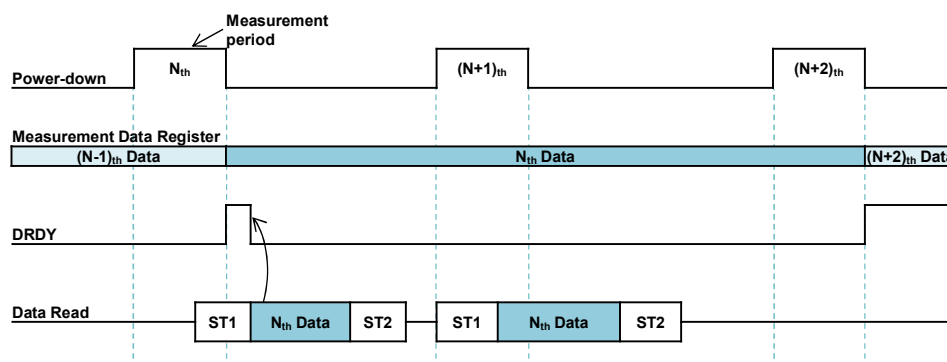 Measurement
period
Power-down
Nth
(N+1)th
(N+2)th
Measurement Data Register
(N-1)th Data
Nth Data
(N+2)th Data
DRDY
Data Read
ST1
Nth Data
ST2
ST1
Nth Data
ST2